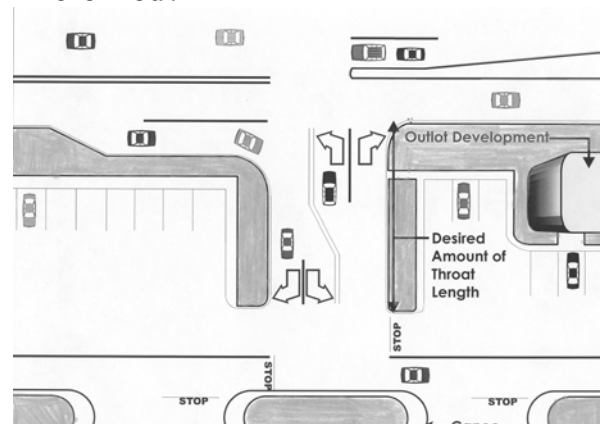 Outlot Development
Desired
Amount of
Throat
Length
STOP
STOP
STOP
STOP